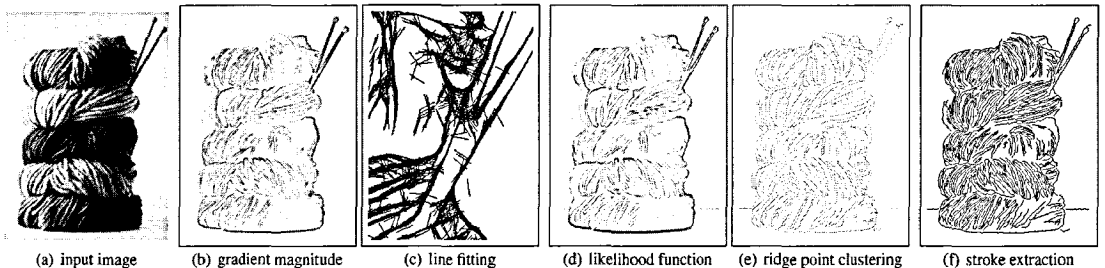 (a) input image
(b) gradient magnitude
(c) line fitting
(d) likelihood function
(e) ridge point clustering
(f) stroke extraction